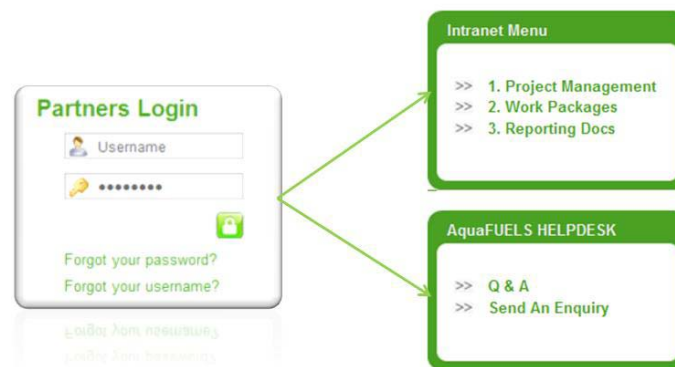 Partners Login
Username
••••••••
Forgot your password?
Forgot your username?
Intranet Menu
>> 1. Project Management
>> 2. Work Packages
>> 3. Reporting Docs
AquaFUELS HELPDESK
>> Q & A
>> Send An Enquiry